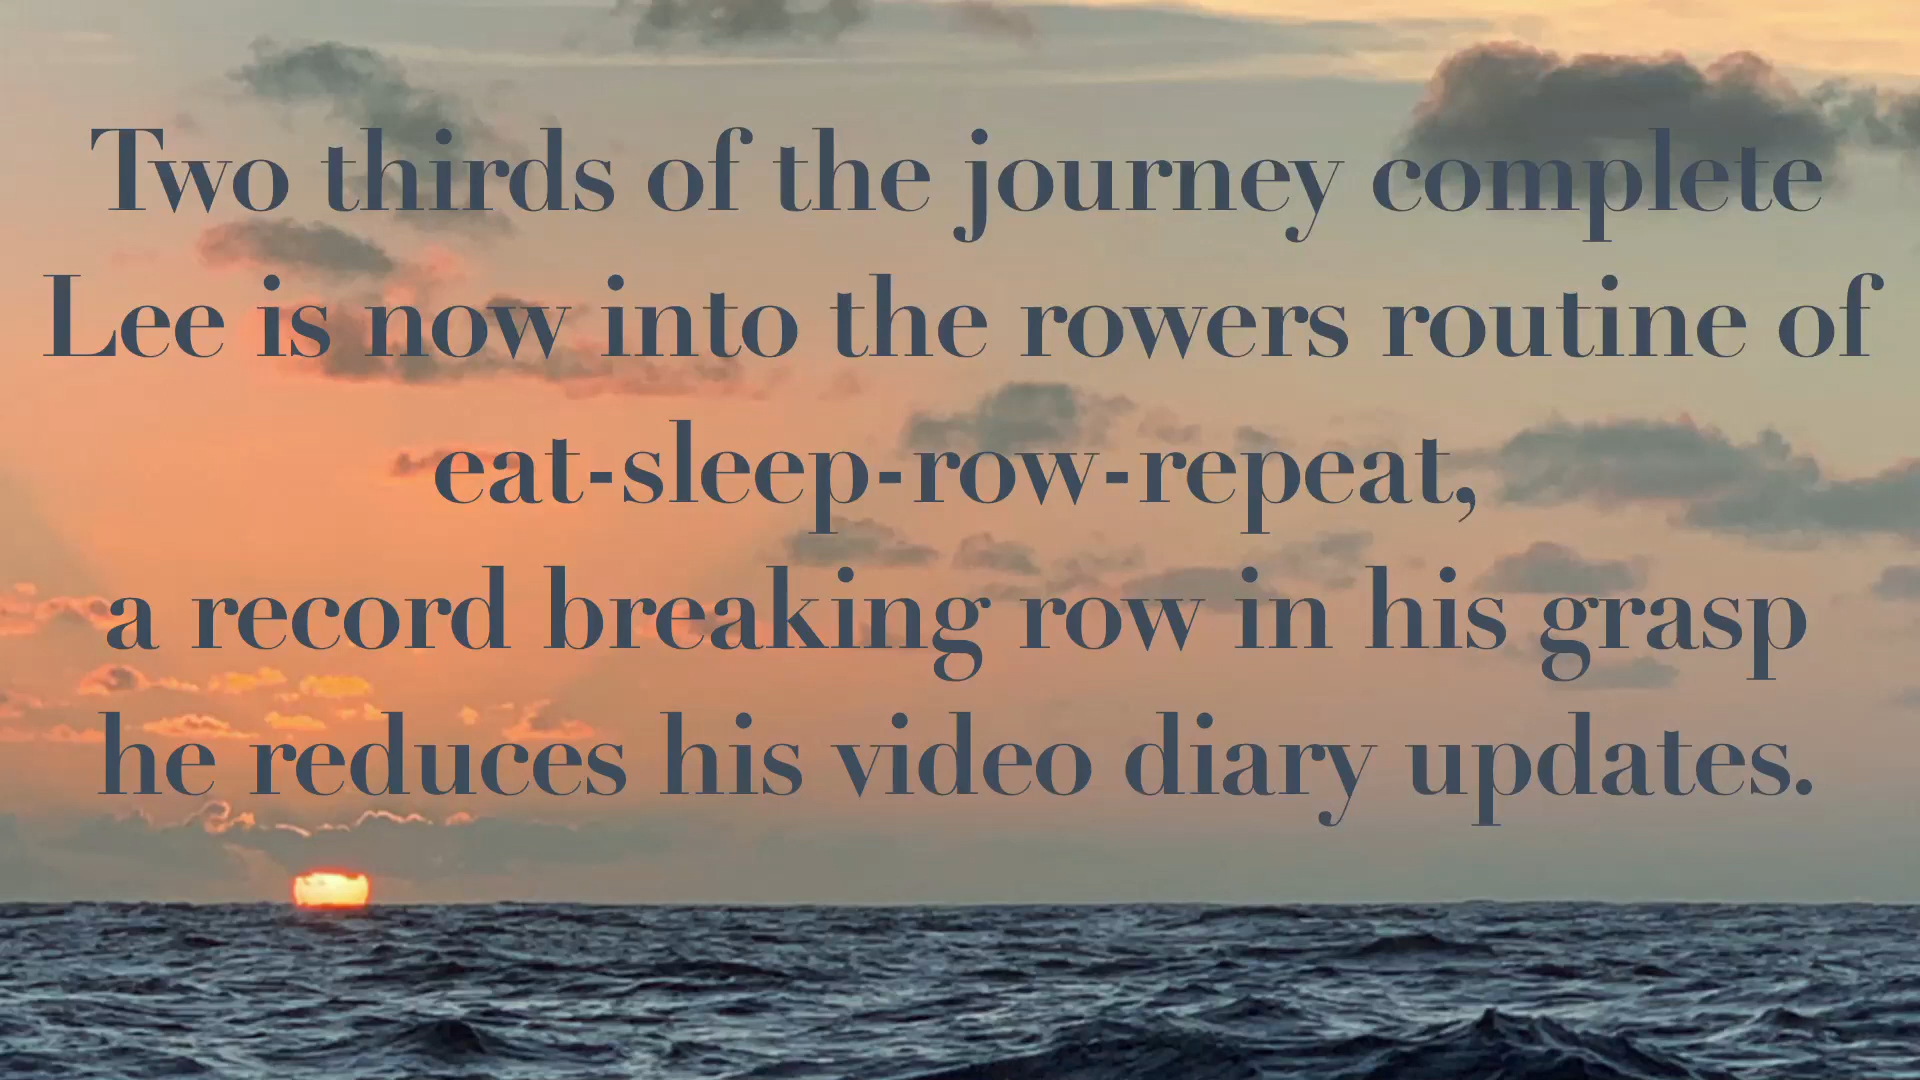 Two thirds of the journey complete
Lee is now into the rowers routine of
eat-sleep-row-repeat,
a record breaking row in his grasp
he reduces his video diary updates.